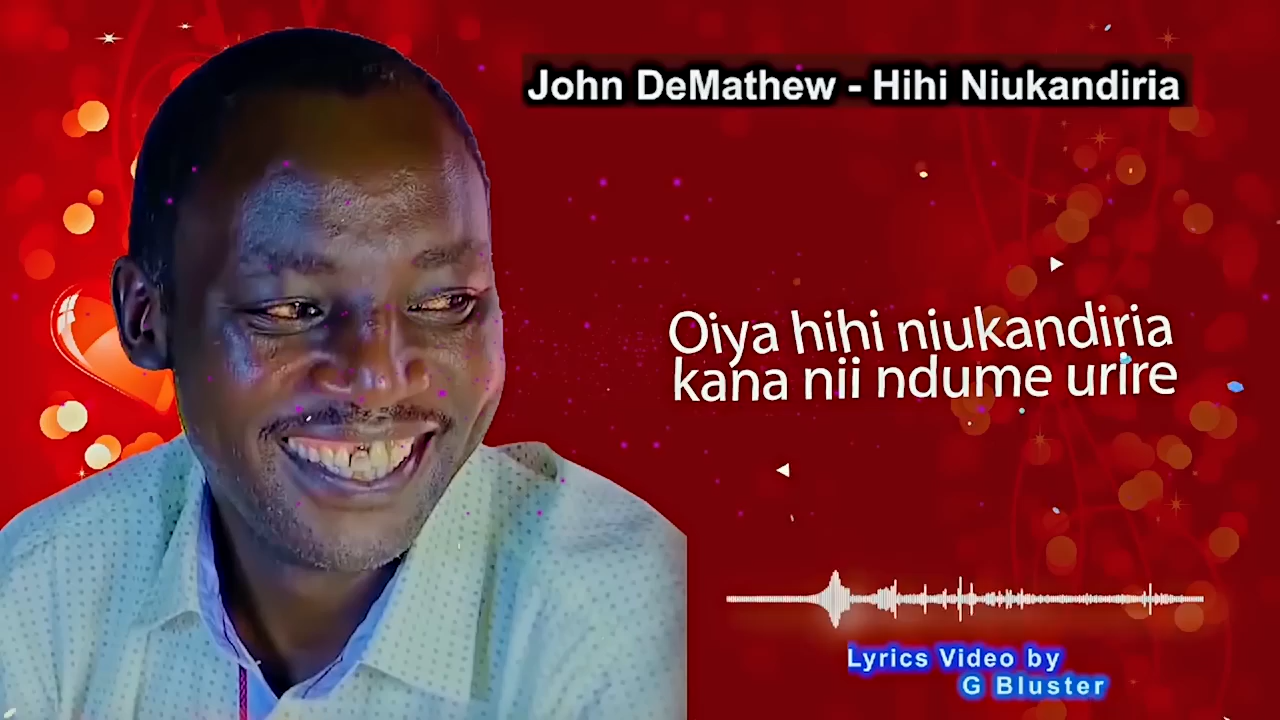 John DeMathew - Hihi Niukandiria
Oiya hihi niukandiria
kana nii ndume urire
Lyrics Video by
G Bluster